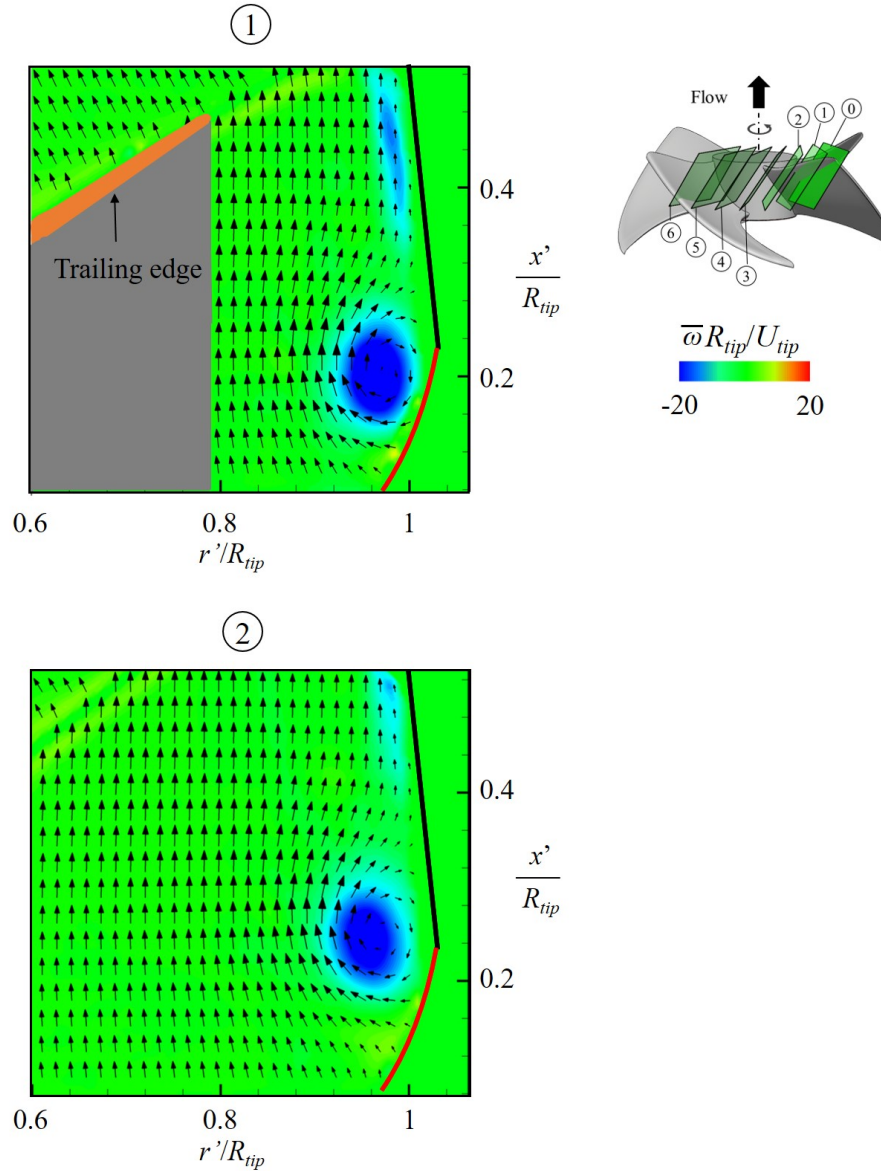 ①
Trailing edge
0.4
x’
R_tip
0.2
0.6 0.8 1
r’/R_tip
Flow
② ① ⓪
⑥ ⑤ ④ ③
ω̅ R_tip/U_tip
-20 20
②
0.4
x’
R_tip
0.2
0.6 0.8 1
r’/R_tip